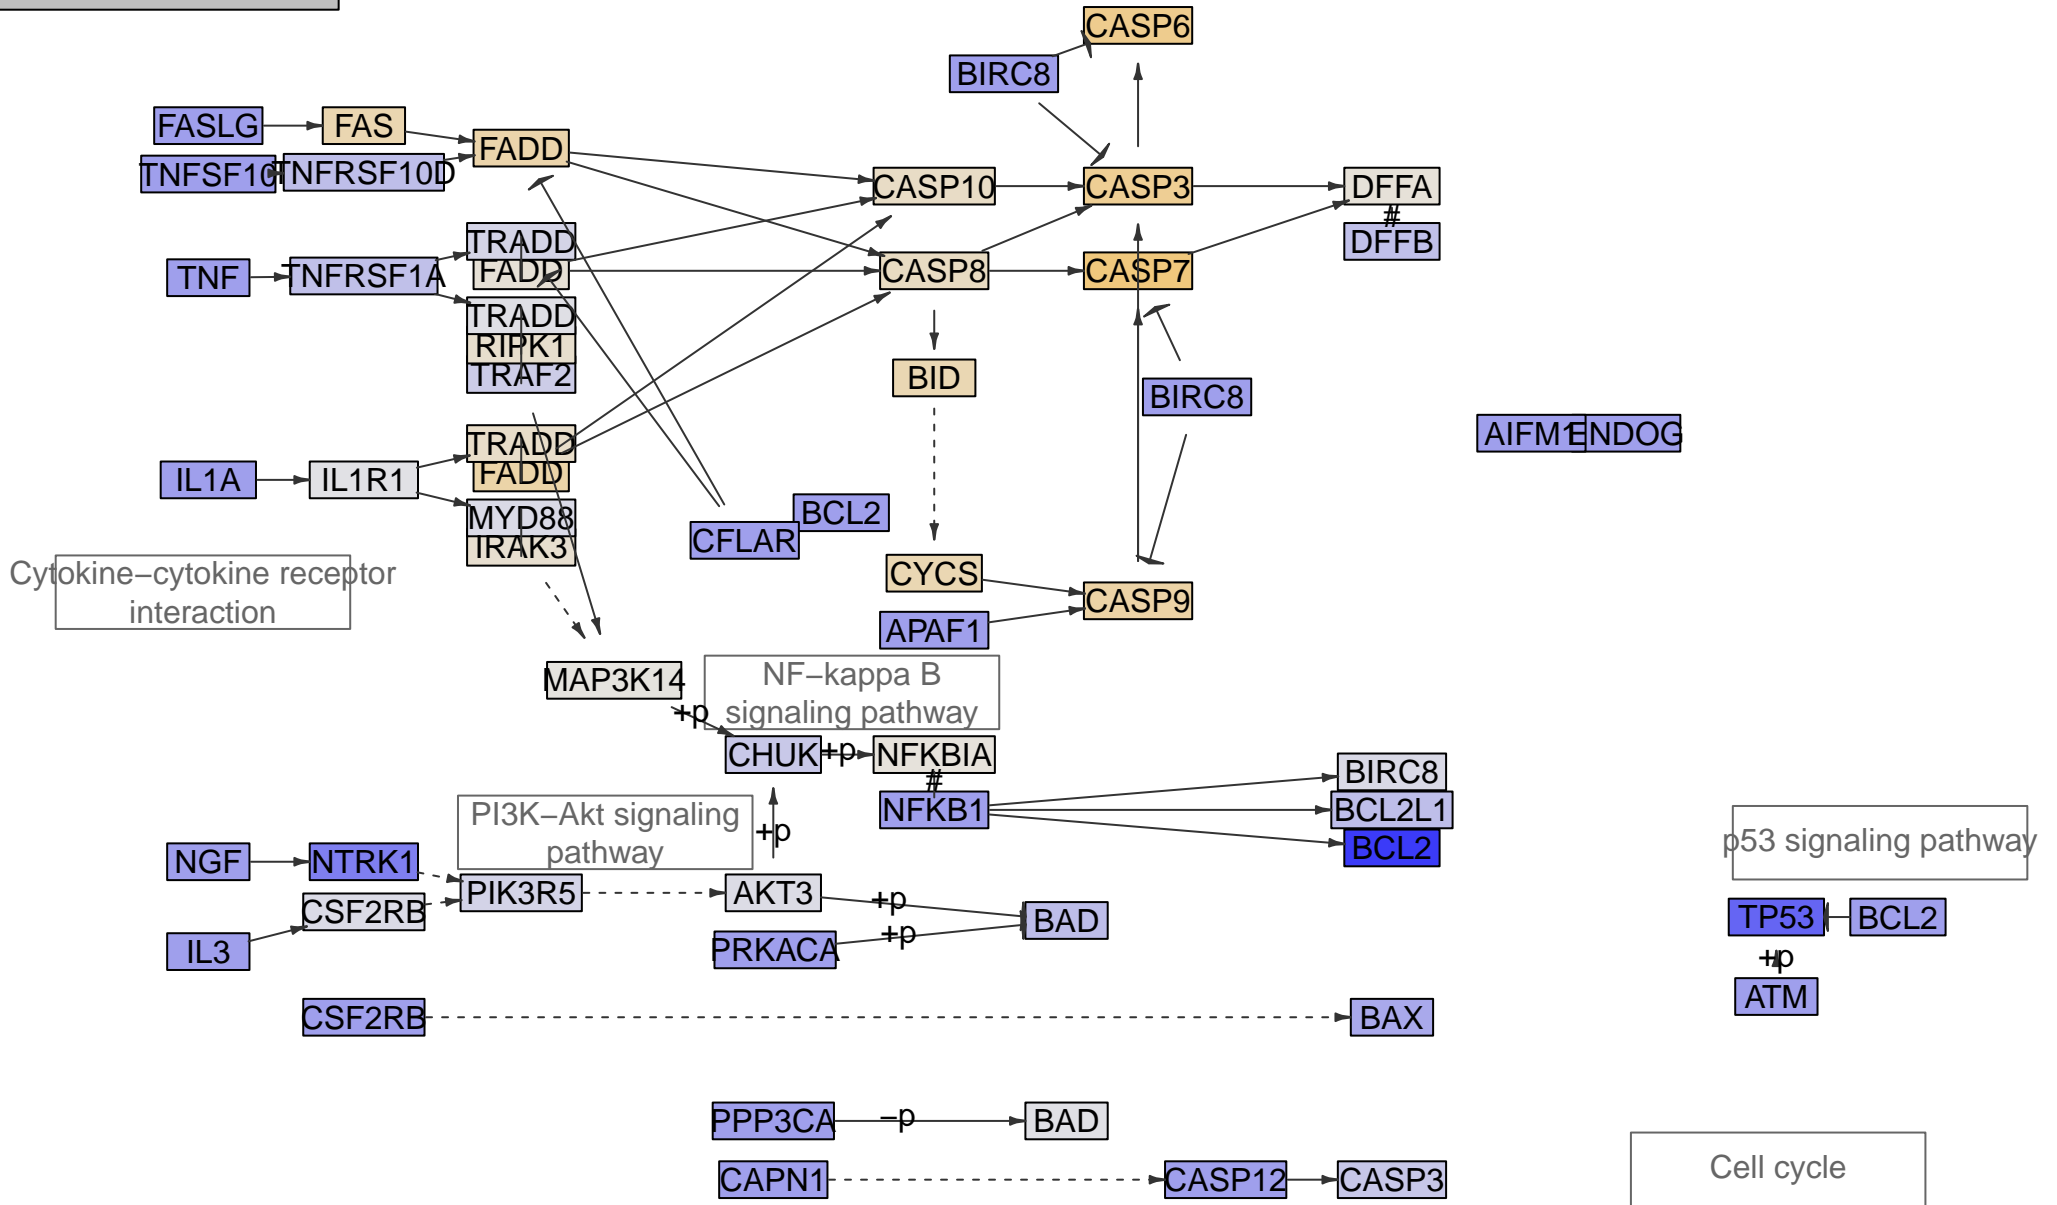 CASP6
BIRC8
FASLG
FAS
FADD
TNFSF10
TNFRSF10D
CASP10
CASP3
DFFA
#
DFFB
TRADD
FADD
TNF
TNFRSF1A
CASP8
CASP7
TRADD
RIPK1
TRAF2
BID
BIRC8
AIFM1
ENDOG
TRADD
FADD
IL1A
IL1R1
MYD88
IRAK3
BCL2
CFLAR
CYCS
CASP9
APAF1
Cytokine–cytokine receptor
interaction
MAP3K14
+p
NF–kappa B
signaling pathway
CHUK
+p
NFKBIA
#
NFKB1
BIRC8
BCL2L1
BCL2
PI3K–Akt signaling
pathway
+p
p53 signaling pathway
NGF
NTRK1
CSF2RB
PIK3R5
AKT3
+p
BAD
IL3
PRKACA
+p
TP53
BCL2
+p
ATM
CSF2RB
BAX
PPP3CA
–p
BAD
CAPN1
CASP12
CASP3
Cell cycle